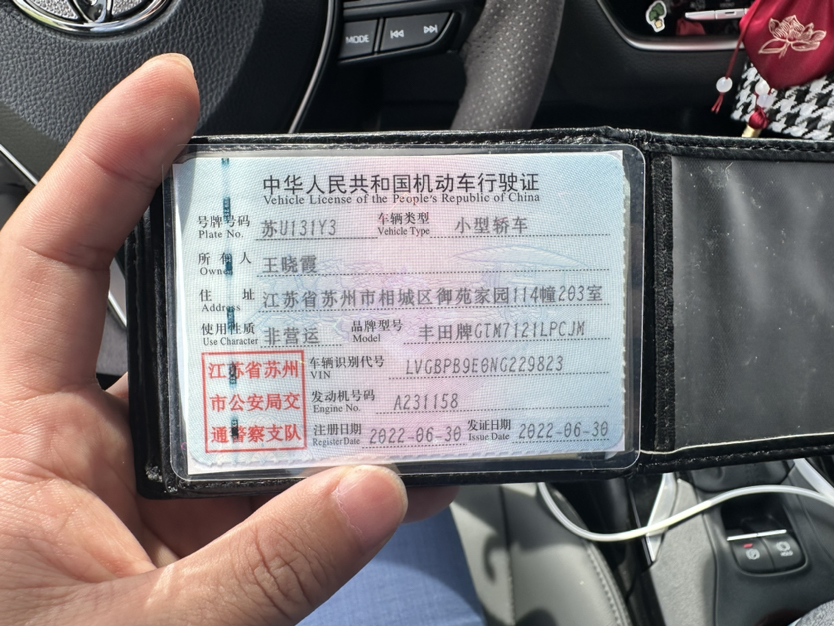 MODE
中华人民共和国机动车行驶证
Vehicle License of the People's Republic of China
号牌号码 苏U131Y3 车辆类型 小型轿车
Plate No. Vehicle Type
所有人 王晓霞
Owner
住址 江苏省苏州市相城区御苑家园114幢203室
Address
使用性质 非营运 品牌型号 丰田牌GTM7121LPCJM
Use Character Model
江苏省苏州
市公安局交
通警察支队
车辆识别代号 LVGBPB9E0NG229823
VIN
发动机号码 A231158
Engine No.
注册日期 2022-06-30 发证日期 2022-06-30
Register Date Issue Date